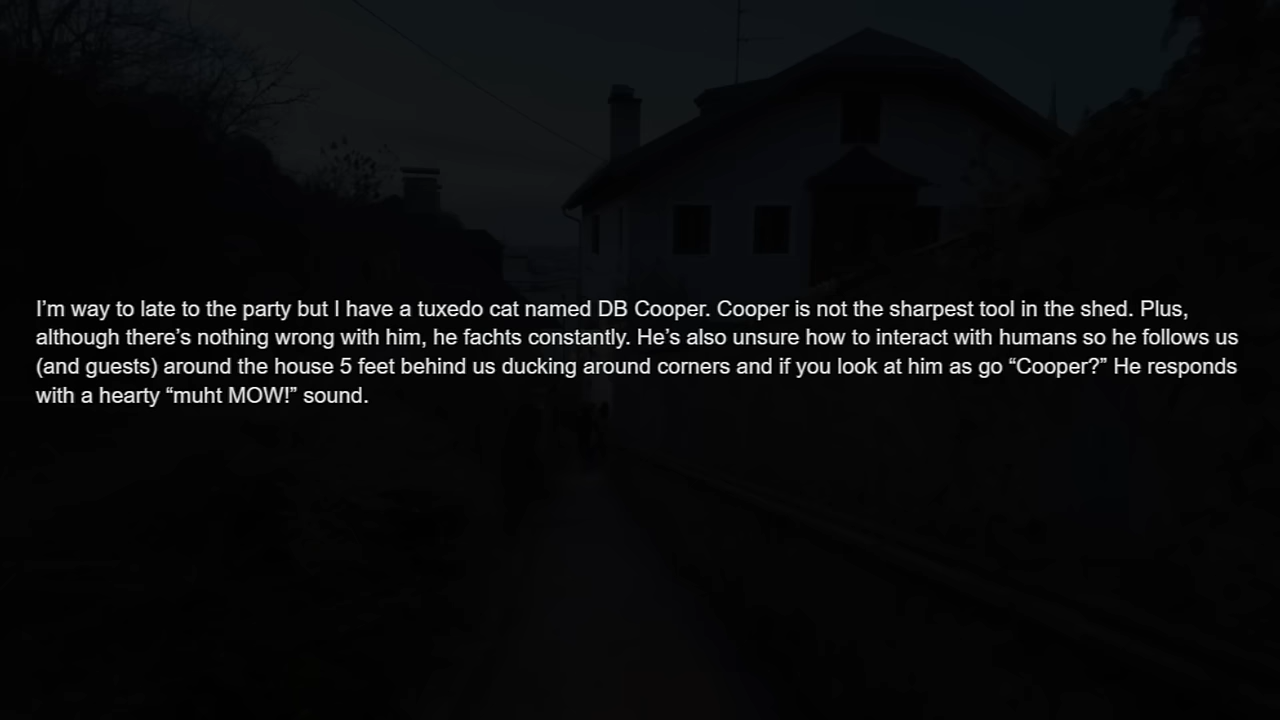 I’m way to late to the party but I have a tuxedo cat named DB Cooper. Cooper is not the sharpest tool in the shed. Plus,
although there’s nothing wrong with him, he fachts constantly. He’s also unsure how to interact with humans so he follows us
(and guests) around the house 5 feet behind us ducking around corners and if you look at him as go “Cooper?” He responds
with a hearty “muht MOW!” sound.